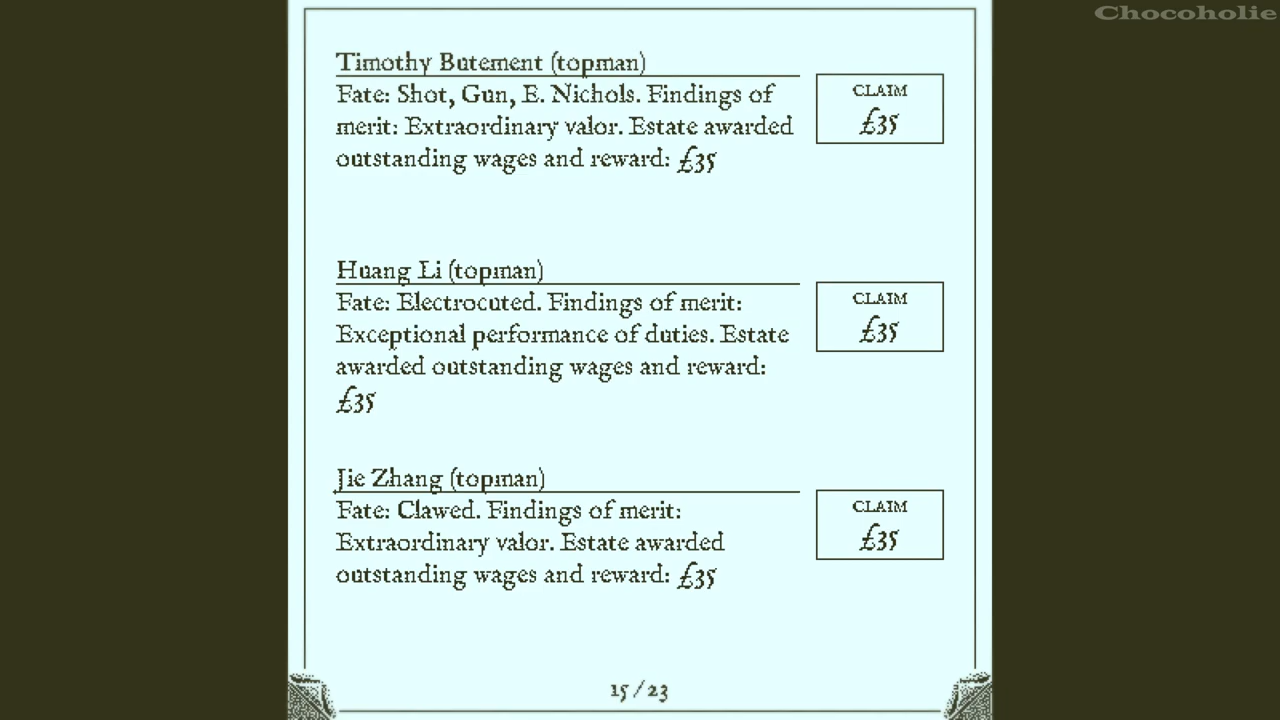 Chocoholie
Timothy Butement (topman)
Fate: Shot, Gun, E. Nichols. Findings of
merit: Extraordinary valor. Estate awarded
outstanding wages and reward: £35
CLAIM
£35
Huang Li (topman)
Fate: Electrocuted. Findings of merit:
Exceptional performance of duties. Estate
awarded outstanding wages and reward:
£35
CLAIM
£35
Jie Zhang (topman)
Fate: Clawed. Findings of merit:
Extraordinary valor. Estate awarded
outstanding wages and reward: £35
CLAIM
£35
15 / 23